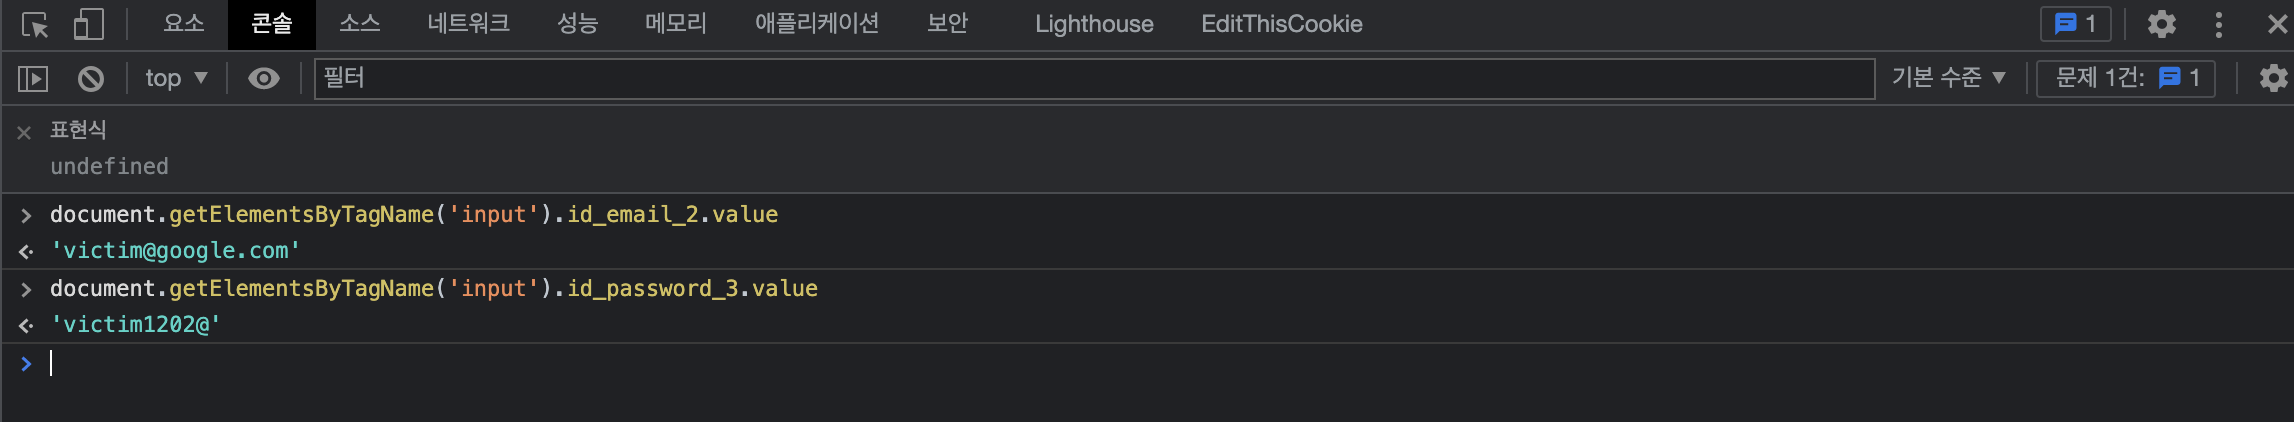 요소 콘솔 소스 네트워크 성능 메모리 애플리케이션 보안 Lighthouse EditThisCookie 1
top 필터 기본 수준 문제 1건: 1
표현식
undefined
document.getElementsByTagName('input').id_email_2.value
'victim@google.com'
document.getElementsByTagName('input').id_password_3.value
'victim1202@'